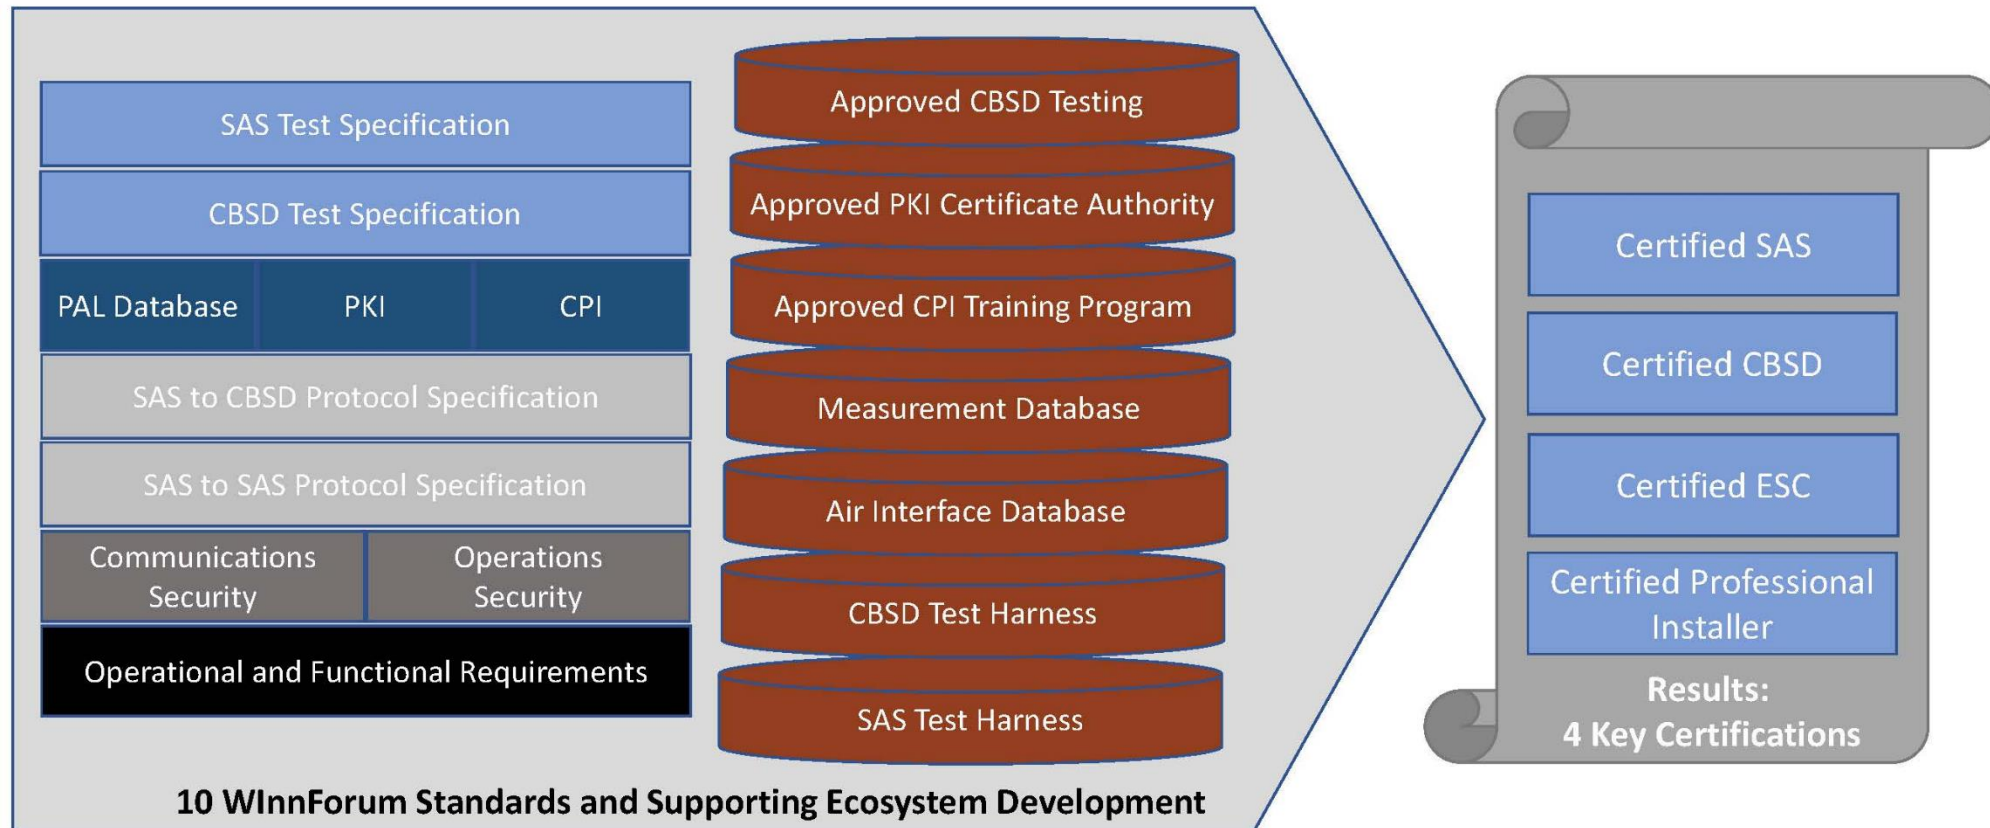 SAS Test Specification
CBSD Test Specification
PAL Database
PKI
CPI
SAS to CBSD Protocol Specification
SAS to SAS Protocol Specification
Communications
Security
Operations
Security
Operational and Functional Requirements
Approved CBSD Testing
Approved PKI Certificate Authority
Approved CPI Training Program
Measurement Database
Air Interface Database
CBSD Test Harness
SAS Test Harness
10 WInnForum Standards and Supporting Ecosystem Development
Certified SAS
Certified CBSD
Certified ESC
Certified Professional
Installer
Results:
4 Key Certifications